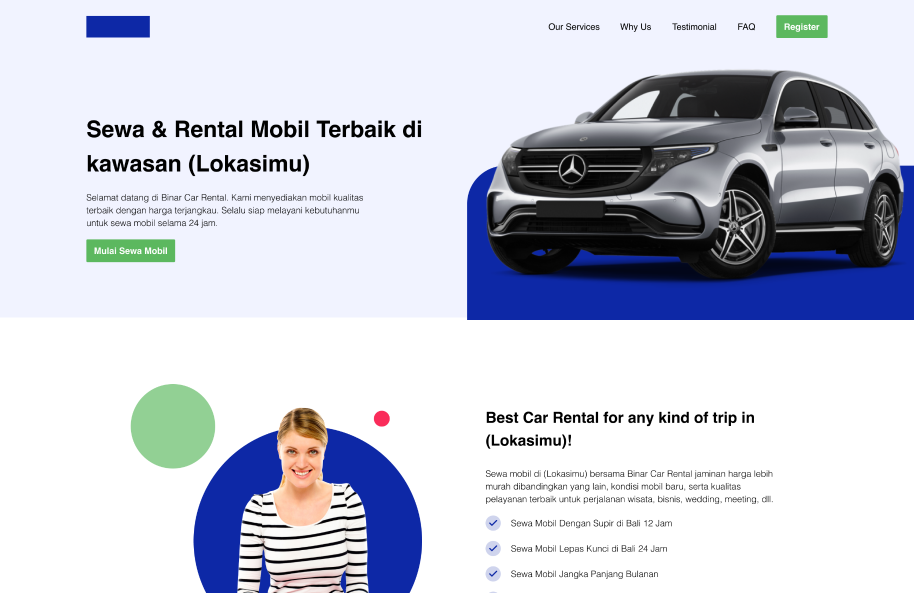 Our Services
Why Us
Testimonial
FAQ
Register
Sewa & Rental Mobil Terbaik di
kawasan (Lokasimu)
Selamat datang di Binar Car Rental. Kami menyediakan mobil kualitas
terbaik dengan harga terjangkau. Selalu siap melayani kebutuhanmu
untuk sewa mobil selama 24 jam.
Mulai Sewa Mobil
Best Car Rental for any kind of trip in
(Lokasimu)!
Sewa mobil di (Lokasimu) bersama Binar Car Rental jaminan harga lebih
murah dibandingkan yang lain, kondisi mobil baru, serta kualitas
pelayanan terbaik untuk perjalanan wisata, bisnis, wedding, meeting, dll.
Sewa Mobil Dengan Supir di Bali 12 Jam
Sewa Mobil Lepas Kunci di Bali 24 Jam
Sewa Mobil Jangka Panjang Bulanan